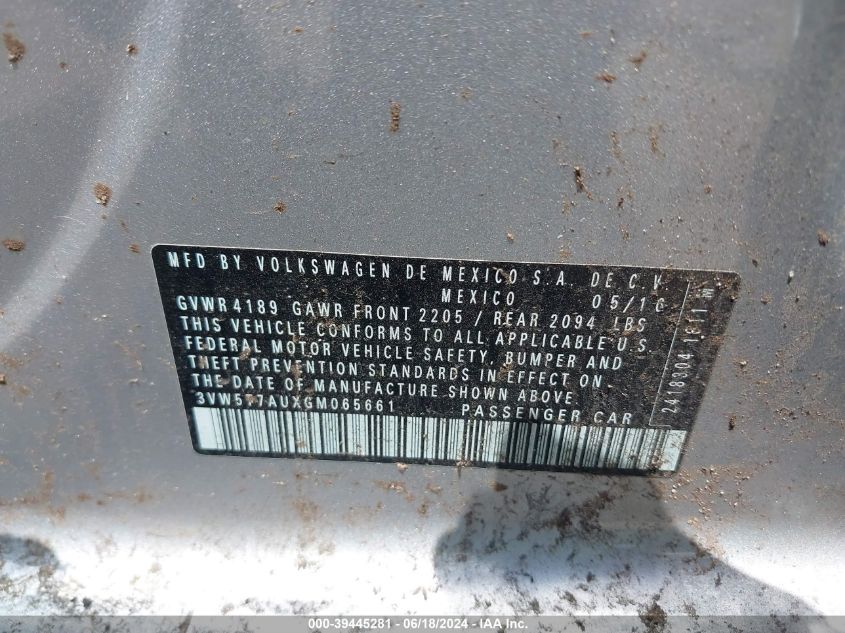 MFD BY VOLKSWAGEN DE MEXICO S.A. DE C.V.
MEXICO 05/16
GVWR 4189 GAWR FRONT 2205 / REAR 2094 LBS
THIS VEHICLE CONFORMS TO ALL APPLICABLE U.S.
FEDERAL MOTOR VEHICLE SAFETY, BUMPER AND
THEFT PREVENTION STANDARDS IN EFFECT ON
THE DATE OF MANUFACTURE SHOWN ABOVE.
PASSENGER CAR
000-39445281 - 06/18/2024 - IAA Inc.